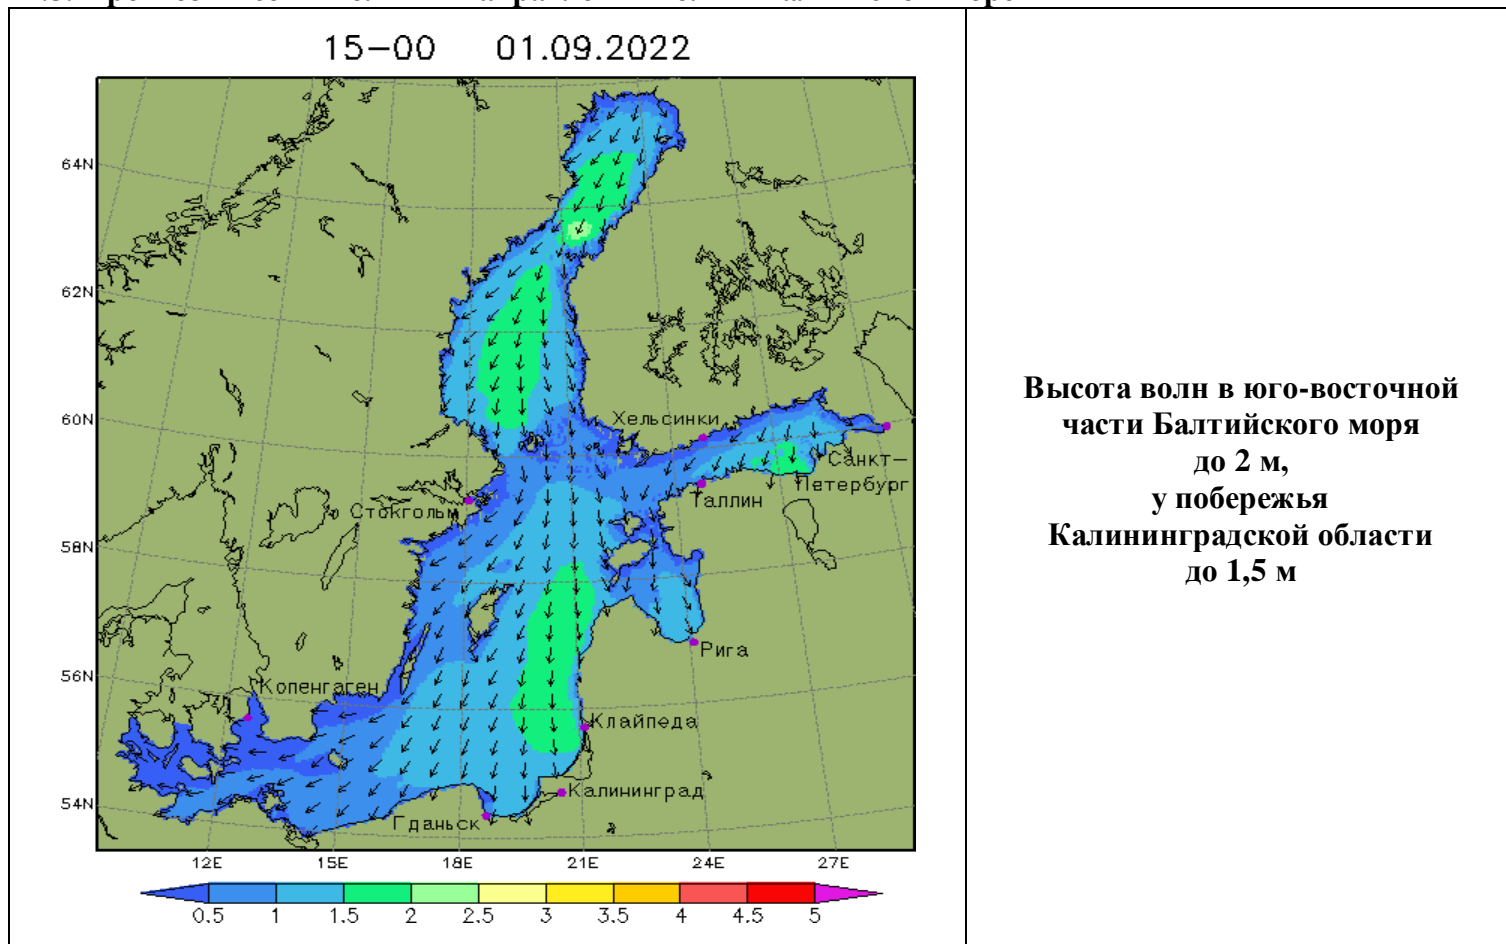 15-00 01.09.2022
64N
62N
60N
58N
56N
54N
Хельсинки
Санкт-
Петербург
Таллин
Стокгольм
Рига
Копенгаген
Клайпеда
Калининград
Гданьск
12E 15E 18E 21E 24E 27E
0.5 1 1.5 2 2.5 3 3.5 4 4.5 5
Высота волн в юго-восточной
части Балтийского моря
до 2 м,
у побережья
Калининградской области
до 1,5 м